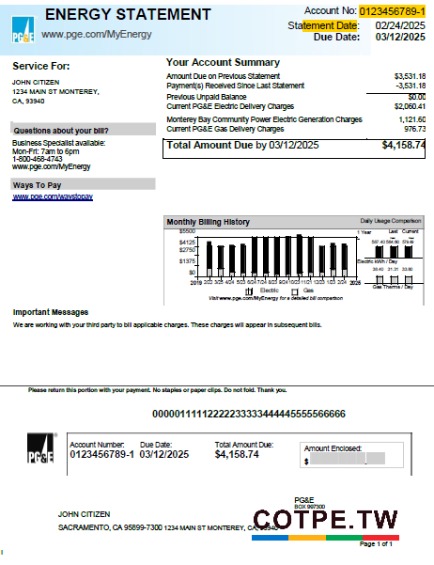 ENERGY STATEMENT
www.pge.com/MyEnergy
Account No: 0123456789-1
Statement Date: 02/24/2025
Due Date: 03/12/2025
PG&E
Service For:
JOHN CITIZEN
1234 MAIN ST MONTEREY,
CA, 93940
Questions about your bill?
Business Specialist available:
Mon-Fri: 7am to 6pm
1-800-468-4743
www.pge.com/MyEnergy
Ways To Pay
www.pge.com/waystopay
Your Account Summary
Amount Due on Previous Statement $3,531.18
Payment(s) Received Since Last Statement -3,531.18
Previous Unpaid Balance $0.00
Current PG&E Electric Delivery Charges $2,060.41
Monterey Bay Community Power Electric Generation Charges 1,121.60
Current PG&E Gas Delivery Charges 976.73
Total Amount Due by 03/12/2025 $4,158.74
Monthly Billing History
Daily Usage Comparison
$5500
$4125
$2750
$1375
$0
1 Year
Last
Current
Electric kWh / Day
Gas Therms / Day
Electric
Gas
Visit www.pge.com/MyEnergy for a detailed bill comparison
Important Messages
We are working with your third party to bill applicable charges. These charges will appear in subsequent bills.
Please return this portion with your payment. No staples or paper clips. Do not fold. Thank you.
PG&E
Account Number: Due Date: Total Amount Due:
0123456789-1 03/12/2025 $4,158.74
Amount Enclosed:
$
PG&E
BOX 997300
JOHN CITIZEN
SACRAMENTO, CA 95899-7300 1234 MAIN ST MONTEREY,
COTPE.TW
Page 1 of 1